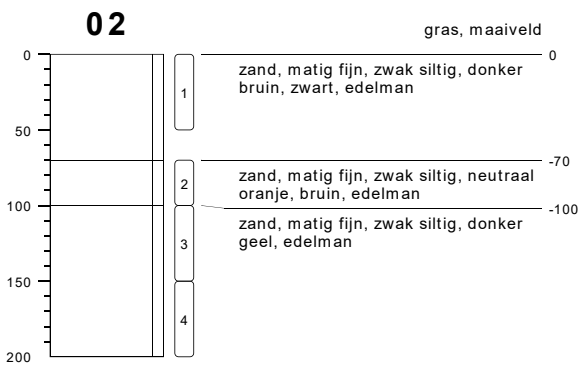 02
gras, maaiveld
0
0
zand, matig fijn, zwak siltig, donker
bruin, zwart, edelman
1
50
-70
zand, matig fijn, zwak siltig, neutraal
oranje, bruin, edelman
2
100
-100
zand, matig fijn, zwak siltig, donker
geel, edelman
3
150
4
200